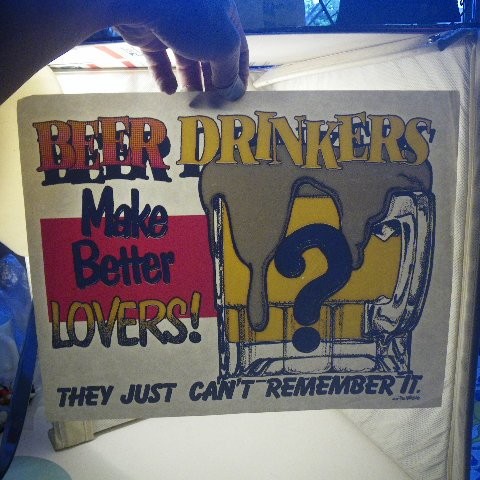 BEER DRINKERS
Make
Better
LOVERS!
?
THEY JUST CAN'T REMEMBER IT.